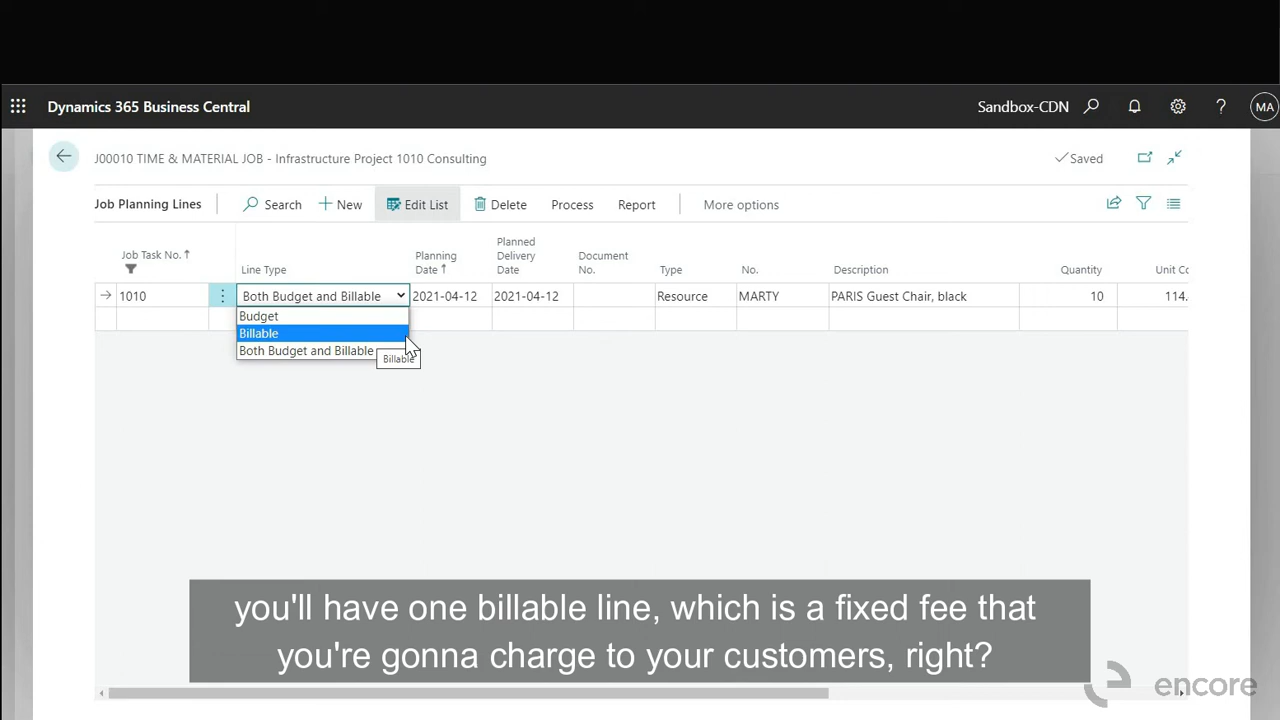 Dynamics 365 Business Central
Sandbox-CDN
?
MA
J00010 TIME & MATERIAL JOB - Infrastructure Project 1010 Consulting
Saved
Job Planning Lines
Search
New
Edit List
Delete
Process
Report
More options
Job Task No. ↑
Line Type
Planning Date ↑
Planned Delivery Date
Document No.
Type
No.
Description
Quantity
Unit Co
1010
Both Budget and Billable
2021-04-12
2021-04-12
Resource
MARTY
PARIS Guest Chair, black
10
114.
Budget
Billable
Both Budget and Billable
Billable
you'll have one billable line, which is a fixed fee that
you're gonna charge to your customers, right?
encore